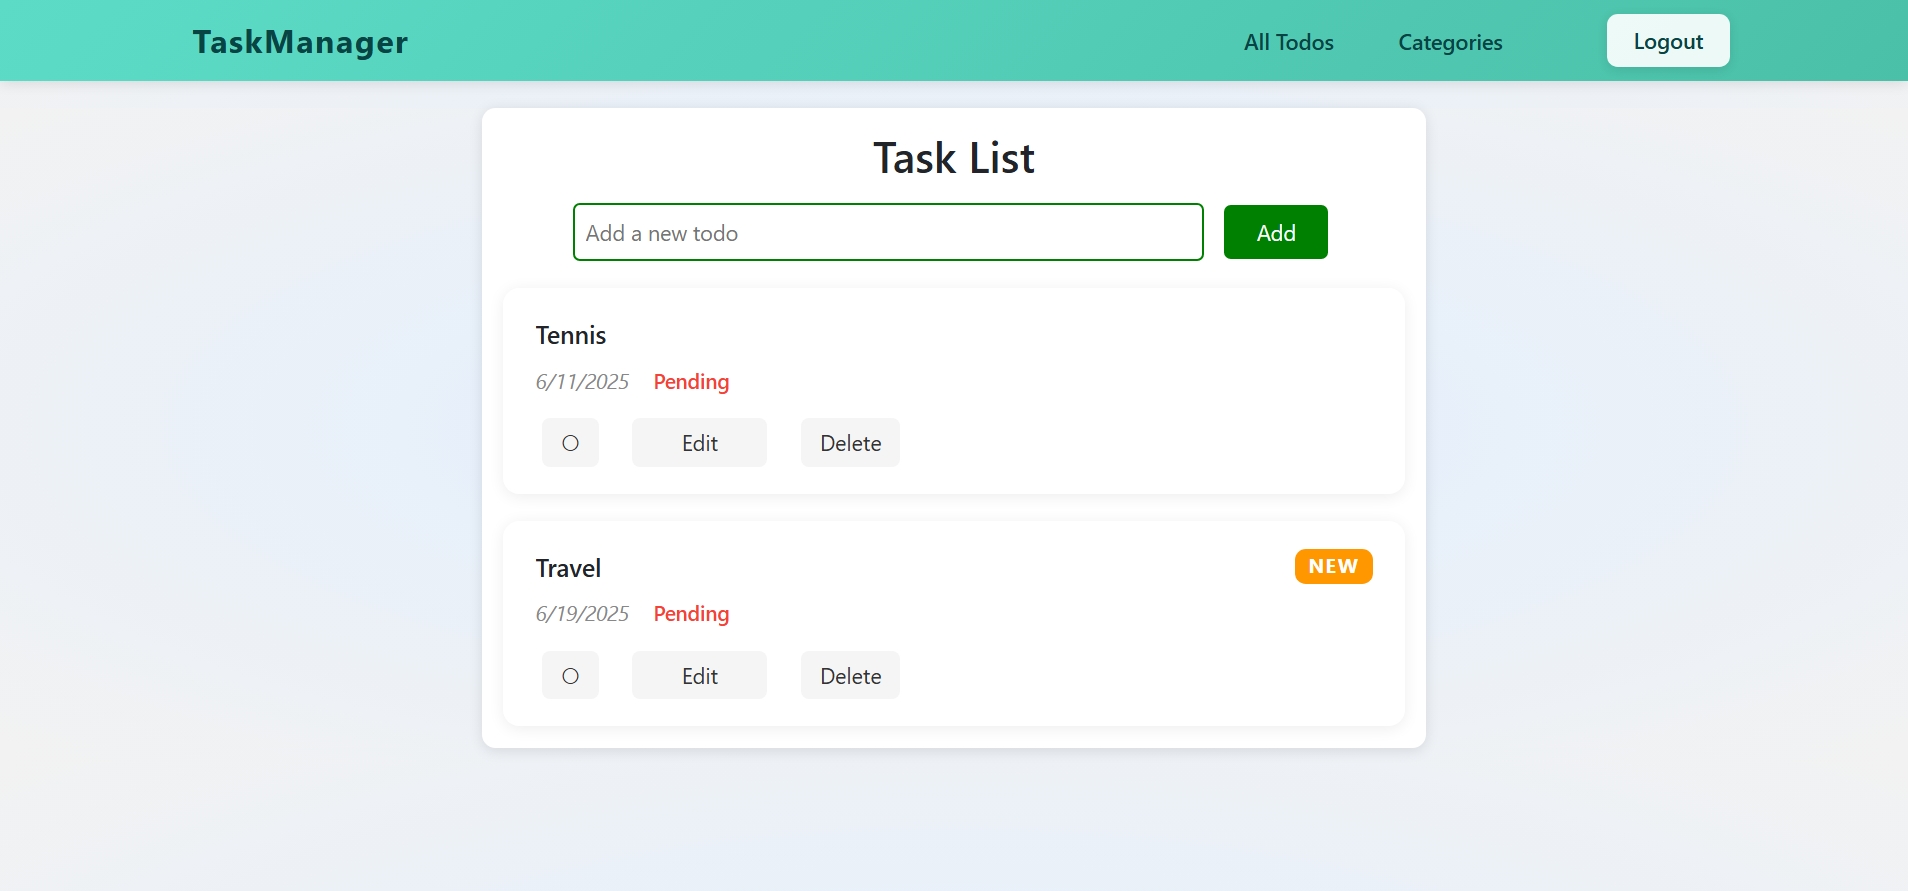 TaskManager
All Todos
Categories
Logout
Task List
Add a new todo
Add
Tennis
6/11/2025 Pending
Edit
Delete
Travel
NEW
6/19/2025 Pending
Edit
Delete